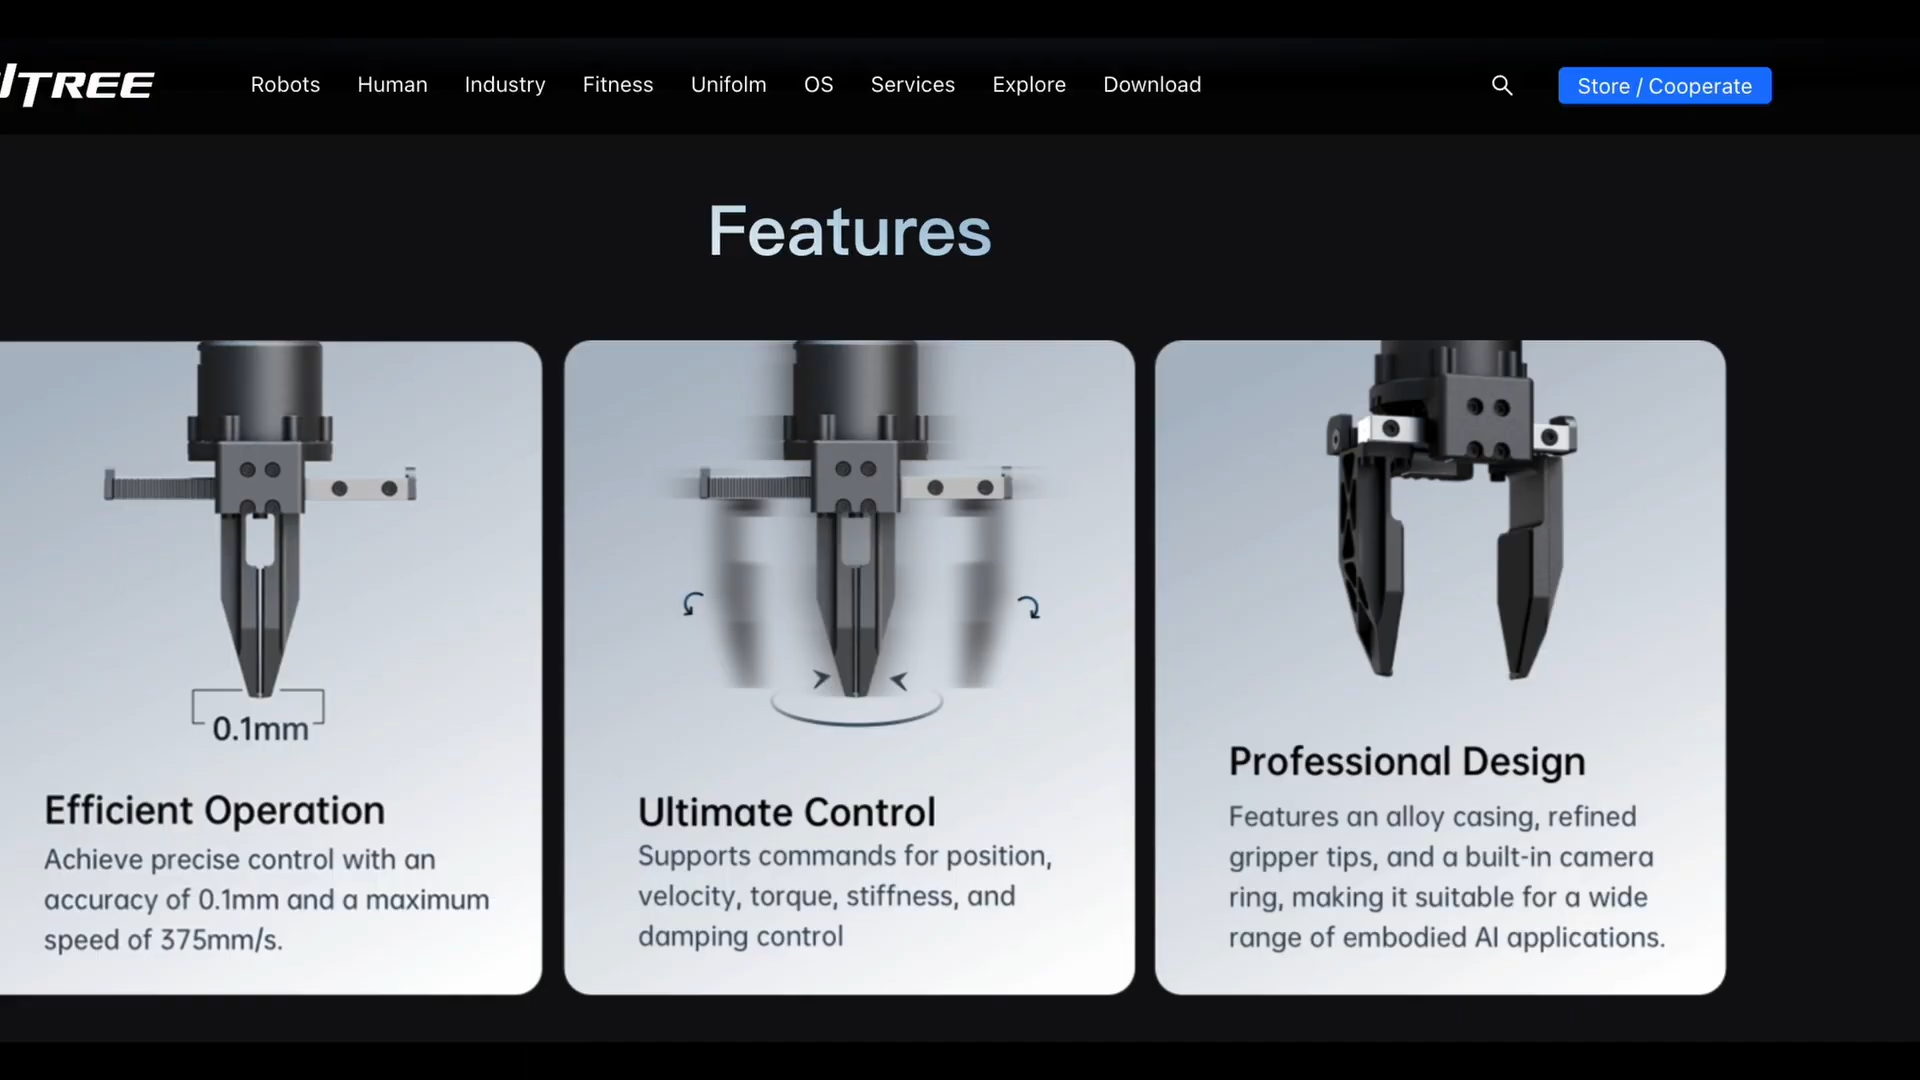 TREE
Robots Human Industry Fitness Unifolm OS Services Explore Download Store / Cooperate
Features
0.1mm
Efficient Operation
Achieve precise control with an
accuracy of 0.1mm and a maximum
speed of 375mm/s.
Ultimate Control
Supports commands for position,
velocity, torque, stiffness, and
damping control
Professional Design
Features an alloy casing, refined
gripper tips, and a built-in camera
ring, making it suitable for a wide
range of embodied AI applications.